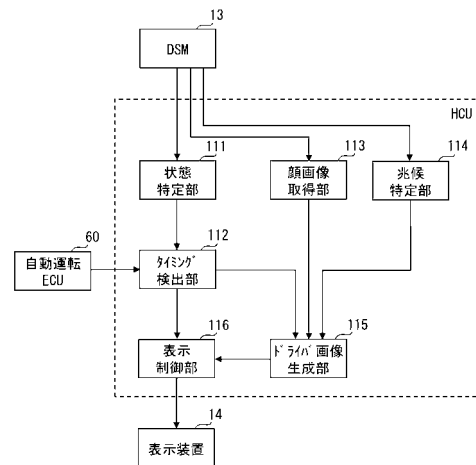 13
DSM
HCU
111
状態
特定部
113
顔画像
取得部
114
兆候
特定部
60
自動運転
ECU
112
ﾀｲﾐﾝｸﾞ
検出部
116
表示
制御部
115
ﾄﾞﾗｲﾊﾞ画像
生成部
14
表示装置